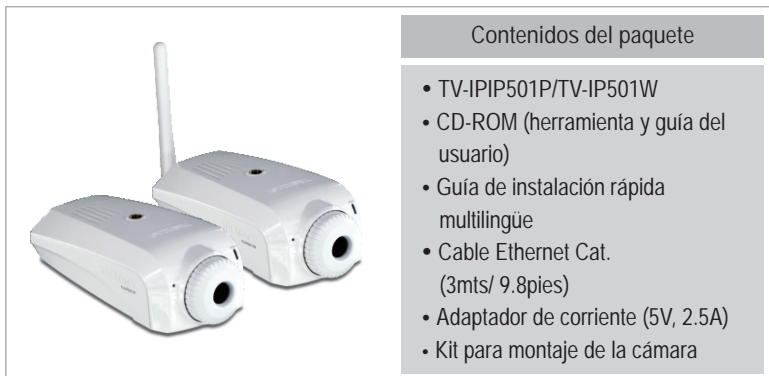 Contenidos del paquete
• TV-IPIP501P/TV-IP501W
• CD-ROM (herramienta y guía del
usuario)
• Guía de instalación rápida
multilingüe
• Cable Ethernet Cat.
(3mts/ 9.8pies)
• Adaptador de corriente (5V, 2.5A)
• Kit para montaje de la cámara